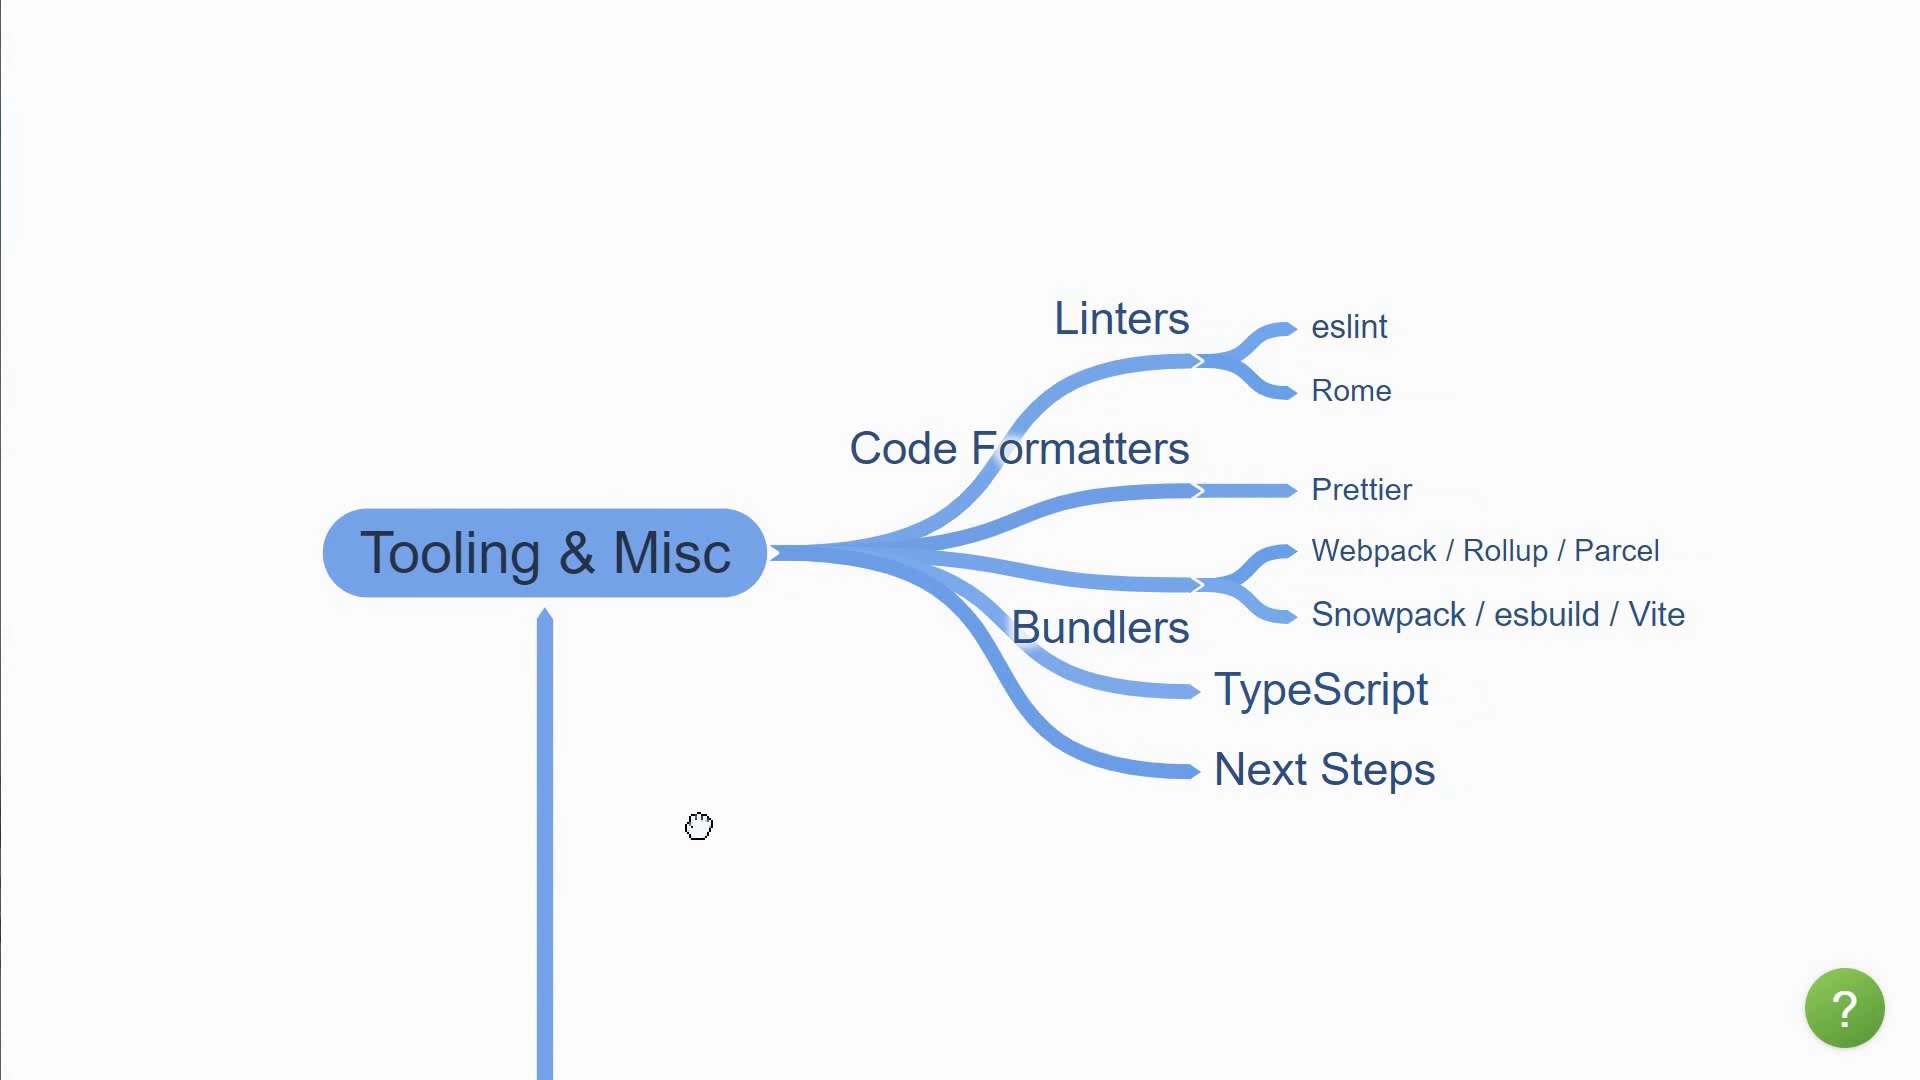 Linters
eslint
Rome
Code Formatters
Prettier
Tooling & Misc
Webpack / Rollup / Parcel
Snowpack / esbuild / Vite
Bundlers
TypeScript
Next Steps
?